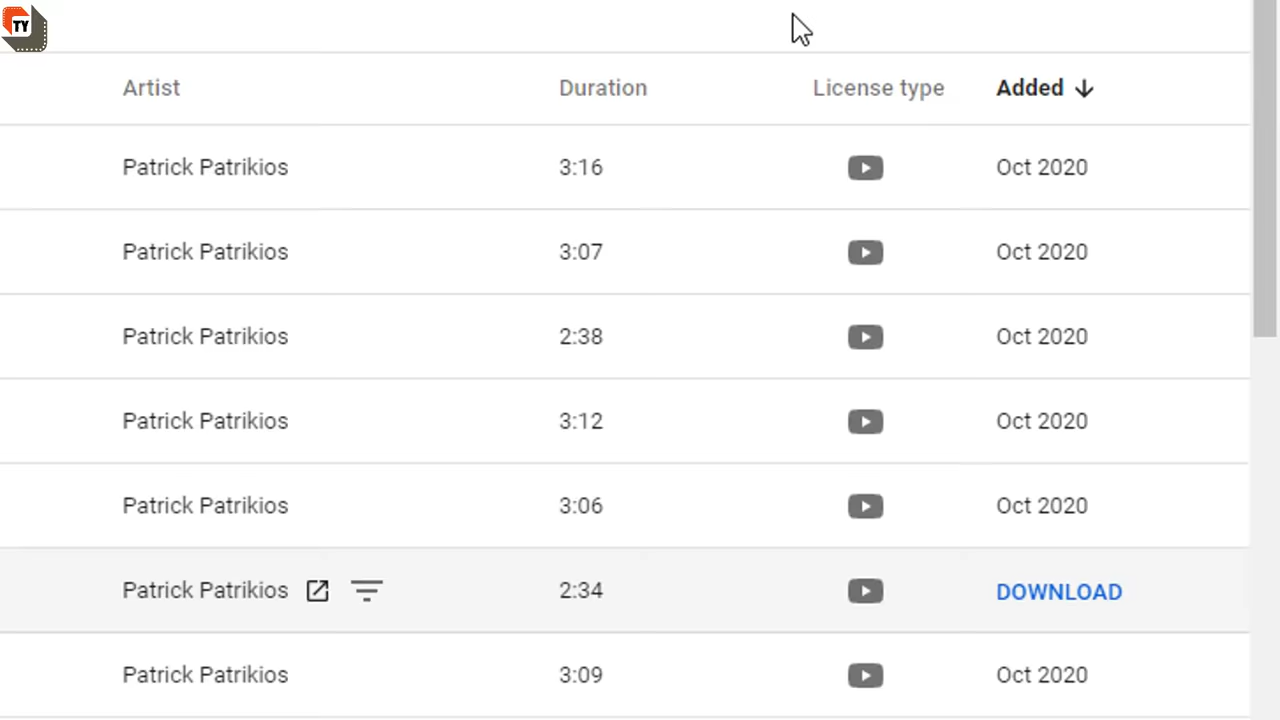 TY
Artist Duration License type Added
Patrick Patrikios 3:16 Oct 2020
Patrick Patrikios 3:07 Oct 2020
Patrick Patrikios 2:38 Oct 2020
Patrick Patrikios 3:12 Oct 2020
Patrick Patrikios 3:06 Oct 2020
Patrick Patrikios 2:34 DOWNLOAD
Patrick Patrikios 3:09 Oct 2020